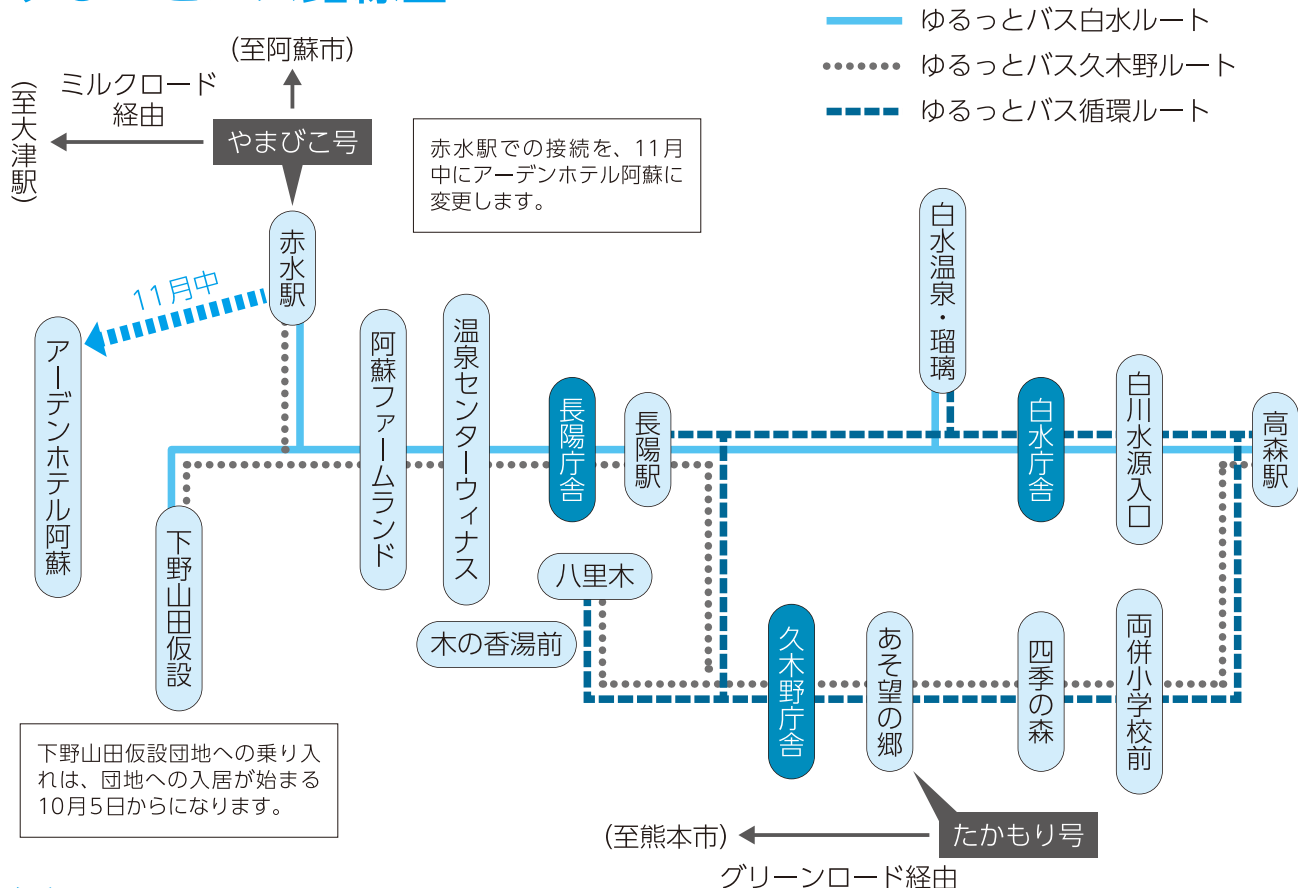 ゆるっとバス白水ルート
ゆるっとバス久木野ルート
ゆるっとバス循環ルート
(至阿蘇市)
ミルクロード
経由
(至大津駅)
やまびこ号
赤水駅での接続を、11月
中にアーデンホテル阿蘇に
変更します。
赤水駅
11月中
アーデンホテル阿蘇
下野山田仮設
阿蘇ファームランド
温泉センターウィナス
長陽庁舎
長陽駅
白水温泉・瑠璃
白水庁舎
白川水源入口
高森駅
八里木
木の香湯前
久木野庁舎
あそ望の郷
四季の森
両併小学校前
下野山田仮設団地への乗り入
れは、団地への入居が始まる
10月5日からになります。
(至熊本市)
たかもり号
グリーンロード経由